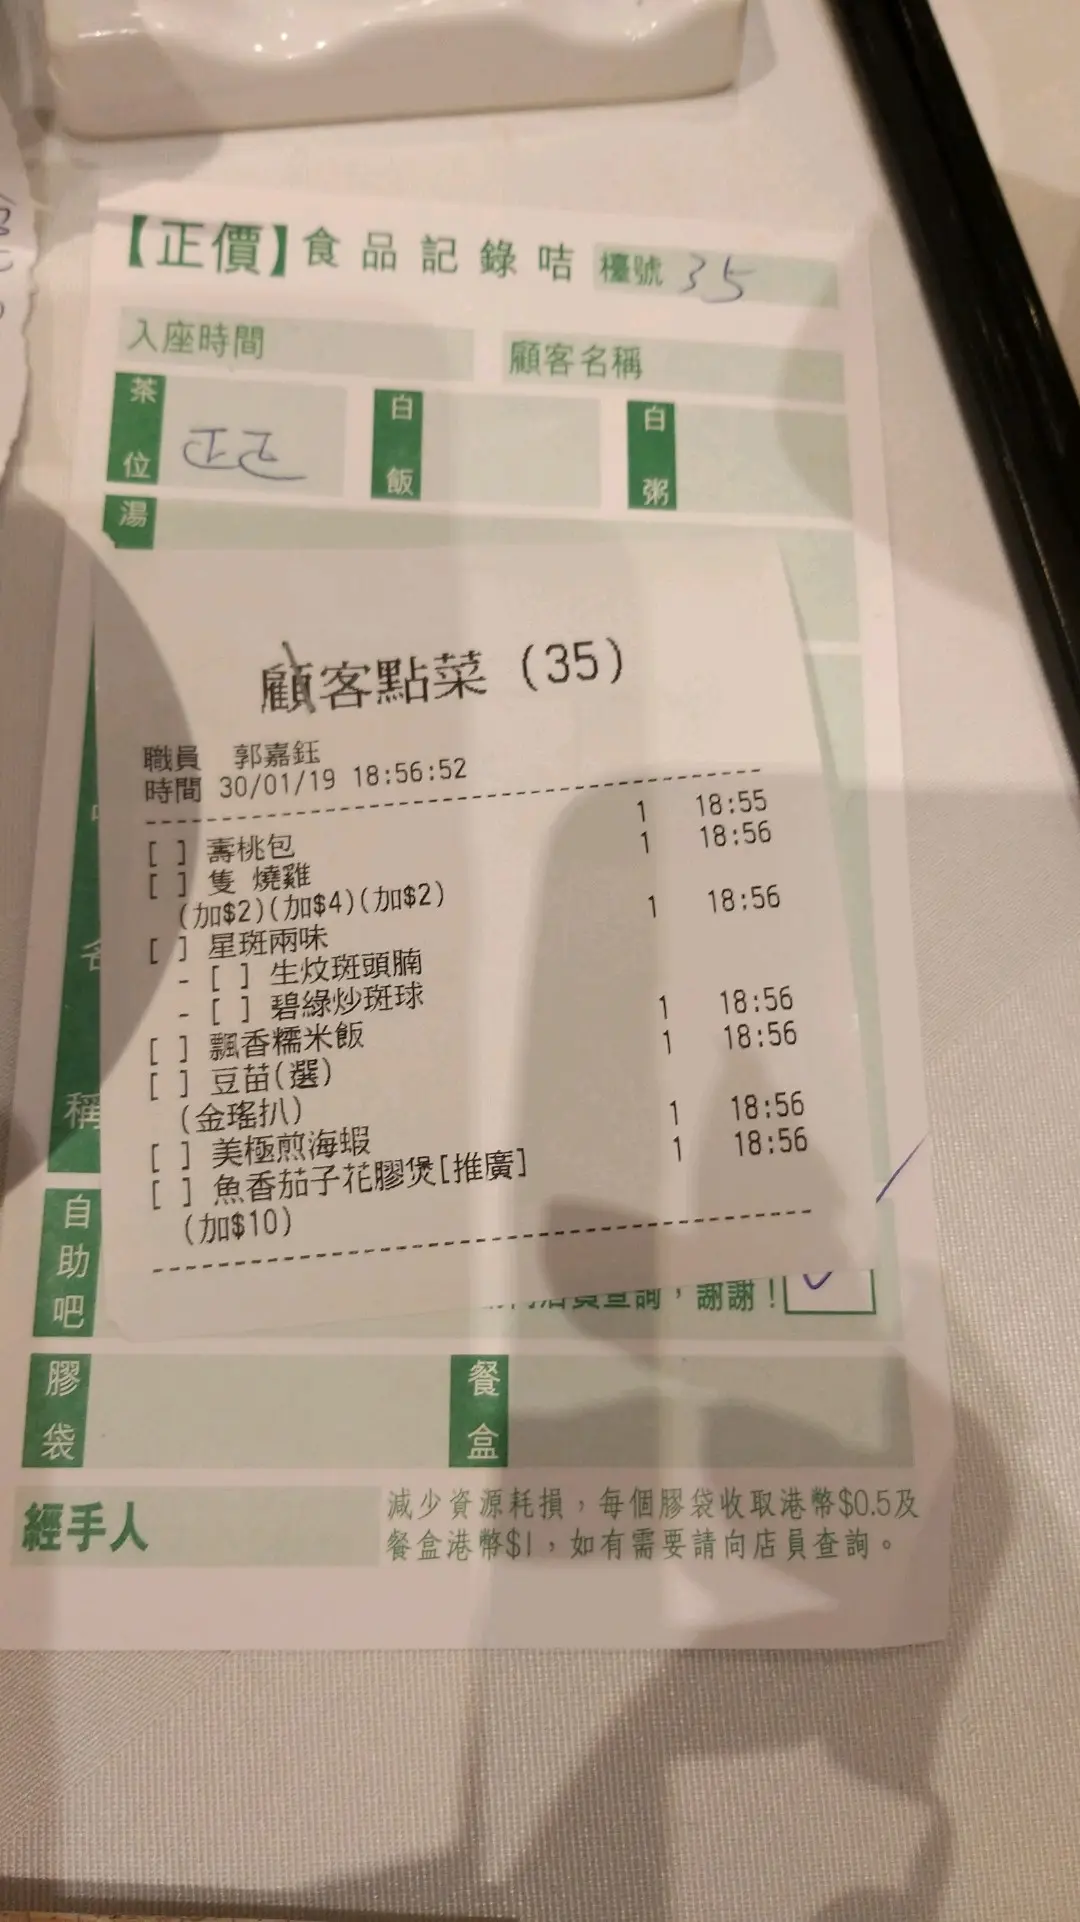 【正價】食品記錄咭 檯號 35
入座時間 顧客名稱
茶位 正正 白飯 白粥
湯
顧客點菜 (35)
職員 郭嘉鈺
時間 30/01/19 18:56:52
[ ] 壽桃包 1 18:55
[ ] 隻 燒雞 1 18:56
(加$2)(加$4)(加$2)
[ ] 星斑兩味 1 18:56
- [ ] 生炆斑頭腩
- [ ] 碧綠炒斑球
[ ] 飄香糯米飯 1 18:56
[ ] 豆苗(選) 1 18:56
(金瑤扒)
[ ] 美極煎海蝦 1 18:56
[ ] 魚香茄子花膠煲[推廣] 1 18:56
(加$10)
稱
自助吧
查詢，謝謝！
膠袋 餐盒
經手人
減少資源耗損，每個膠袋收取港幣$0.5及
餐盒港幣$1，如有需要請向店員查詢。